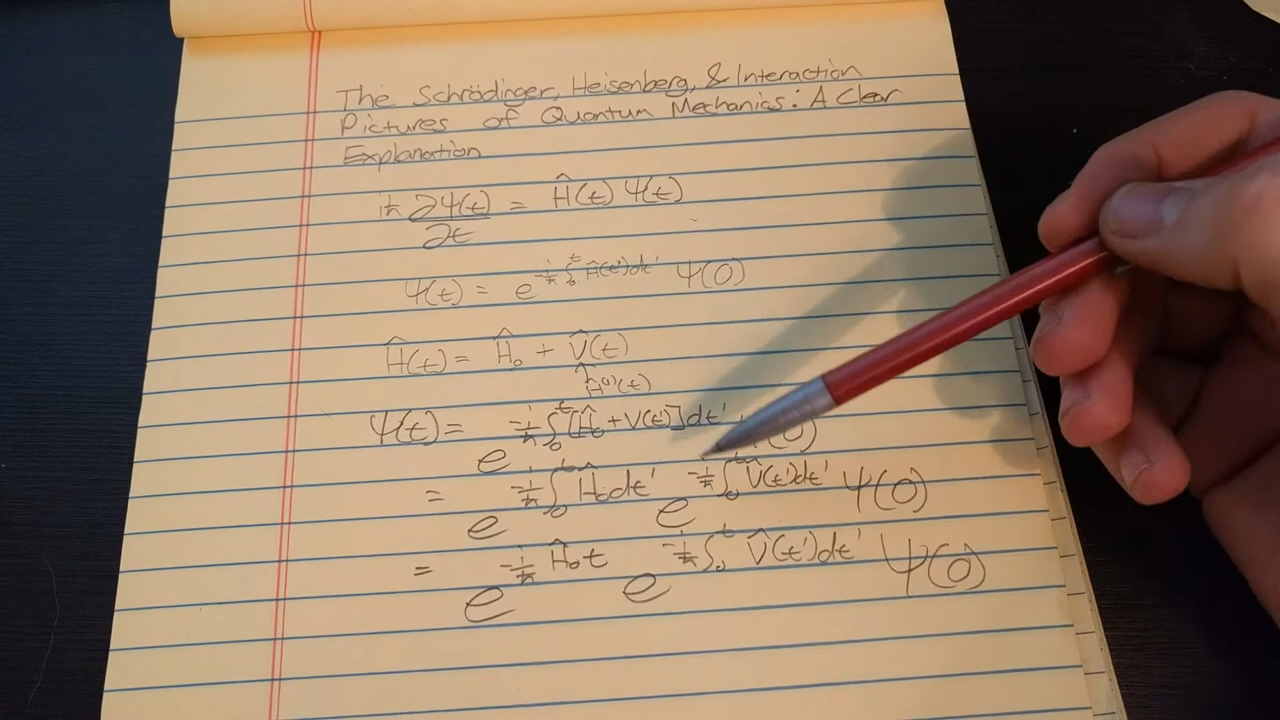 The Schrödinger, Heisenberg, & Interaction
Pictures of Quantum Mechanics: A Clear
Explanation
iħ ∂Ψ(t)/∂t = Ĥ(t) Ψ(t)
Ψ(t) = e^{-i/ħ ∫₀ᵗ Ĥ(t')dt'} Ψ(0)
Ĥ(t) = Ĥ₀ + V̂(t)
↑ Ĥ⁽¹⁾(t)
Ψ(t) = e^{-i/ħ ∫₀ᵗ [Ĥ₀ + V(t')]dt'} (0)
= e^{-i/ħ ∫₀ᵗ Ĥ₀dt'} e^{-i/ħ ∫₀ᵗ V̂(t')dt'} Ψ(0)
= e^{-i/ħ Ĥ₀t} e^{-i/ħ ∫₀ᵗ V̂(t')dt'} Ψ(0)